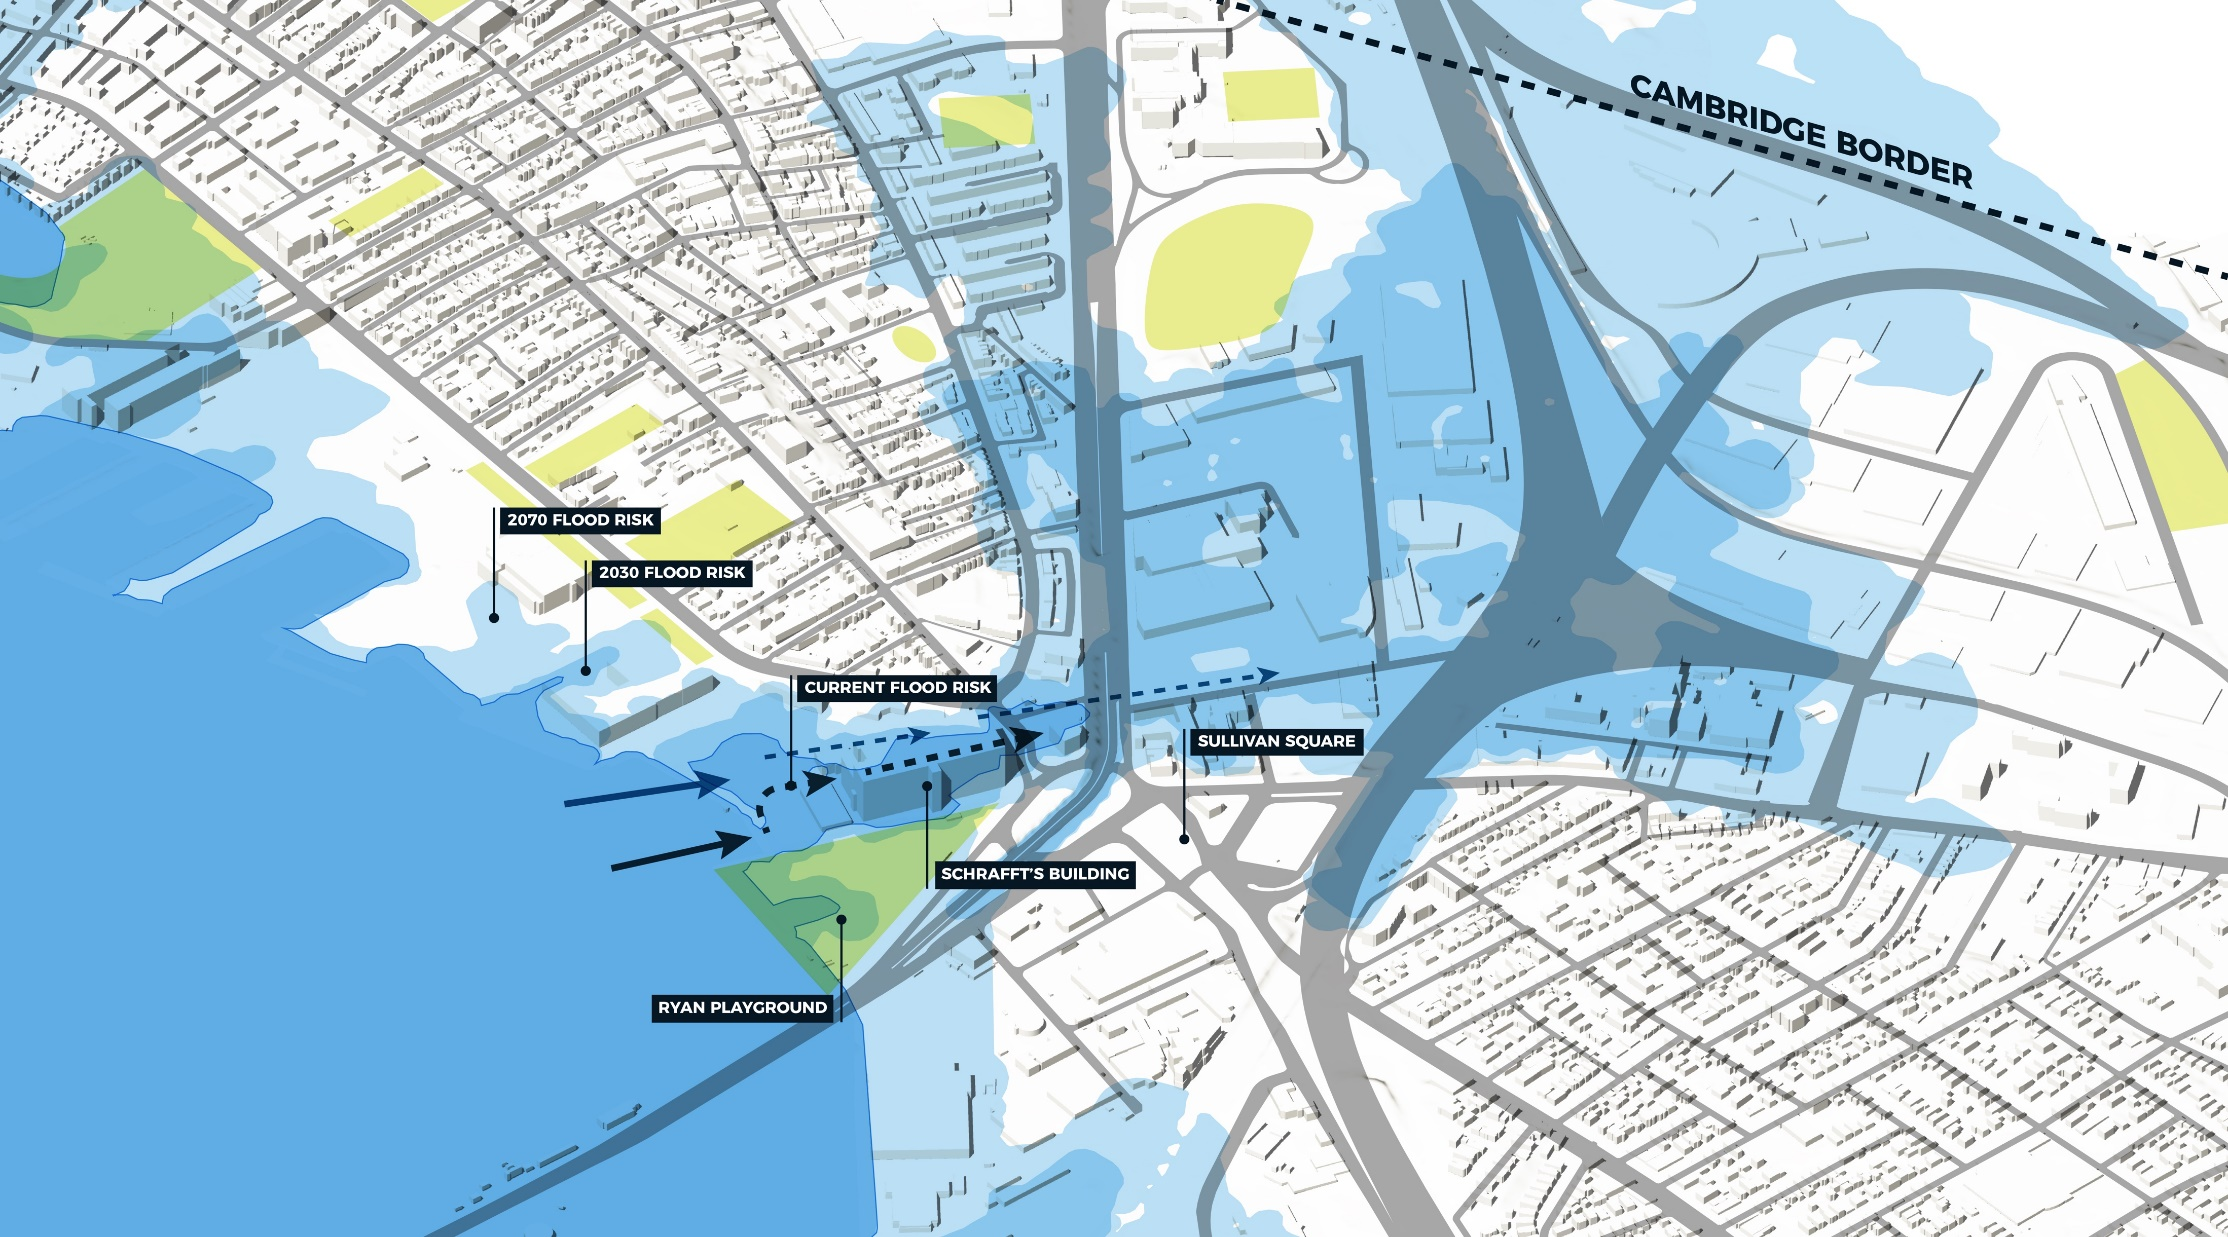 CAMBRIDGE BORDER
2070 FLOOD RISK
2030 FLOOD RISK
CURRENT FLOOD RISK
SULLIVAN SQUARE
SCHRAFFT'S BUILDING
RYAN PLAYGROUND